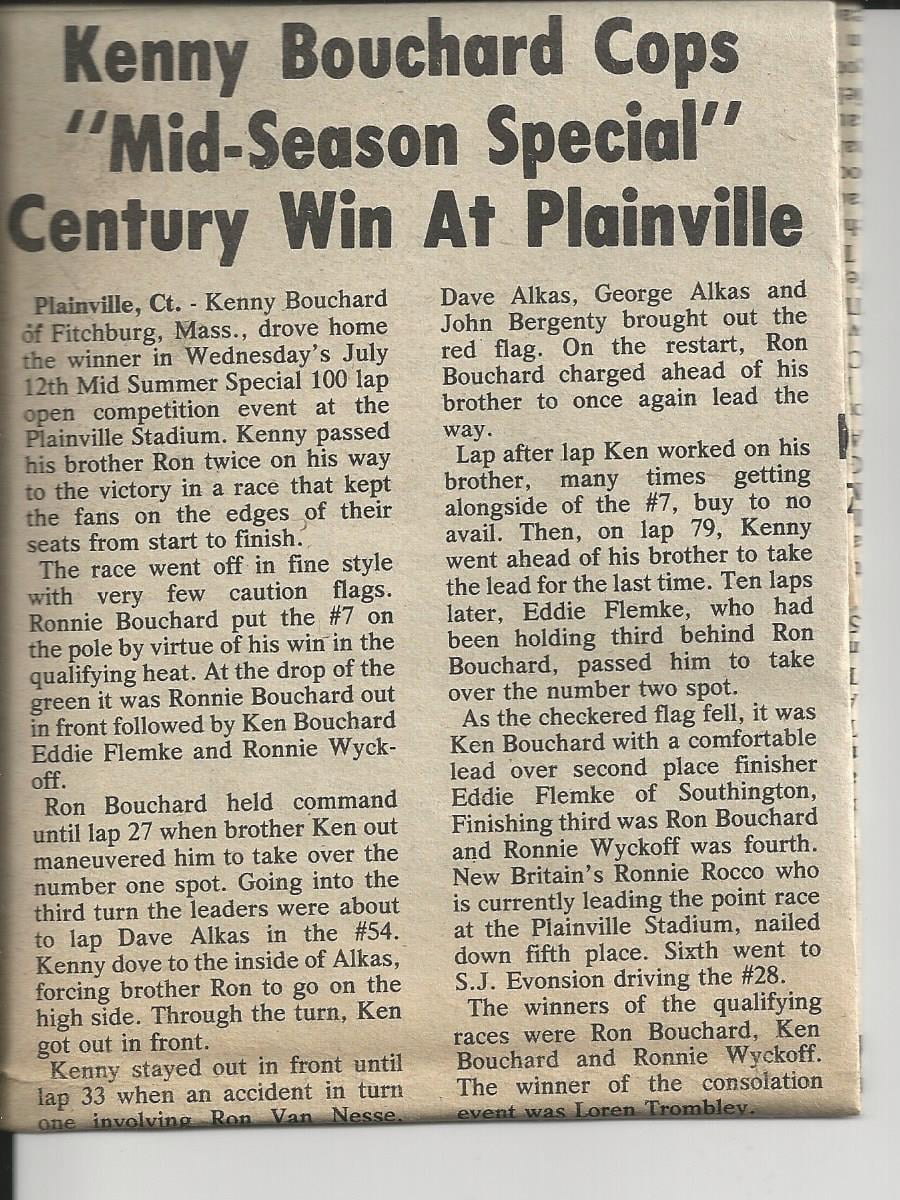 Kenny Bouchard Cops
"Mid-Season Special"
Century Win At Plainville
Plainville, Ct. - Kenny Bouchard
of Fitchburg, Mass., drove home
the winner in Wednesday's July
12th Mid Summer Special 100 lap
open competition event at the
Plainville Stadium. Kenny passed
his brother Ron twice on his way
to the victory in a race that kept
the fans on the edges of their
seats from start to finish.
The race went off in fine style
with very few caution flags.
Ronnie Bouchard put the #7 on
the pole by virtue of his win in the
qualifying heat. At the drop of the
green it was Ronnie Bouchard out
in front followed by Ken Bouchard
Eddie Flemke and Ronnie Wyck-
off.
Ron Bouchard held command
until lap 27 when brother Ken out
maneuvered him to take over the
number one spot. Going into the
third turn the leaders were about
to lap Dave Alkas in the #54.
Kenny dove to the inside of Alkas,
forcing brother Ron to go on the
high side. Through the turn, Ken
got out in front.
Kenny stayed out in front until
lap 33 when an accident in turn
one involving Ron Van Nesse,
Dave Alkas, George Alkas and
John Bergenty brought out the
red flag. On the restart, Ron
Bouchard charged ahead of his
brother to once again lead the
way.
Lap after lap Ken worked on his
brother, many times getting
alongside of the #7, buy to no
avail. Then, on lap 79, Kenny
went ahead of his brother to take
the lead for the last time. Ten laps
later, Eddie Flemke, who had
been holding third behind Ron
Bouchard, passed him to take
over the number two spot.
As the checkered flag fell, it was
Ken Bouchard with a comfortable
lead over second place finisher
Eddie Flemke of Southington,
Finishing third was Ron Bouchard
and Ronnie Wyckoff was fourth.
New Britain's Ronnie Rocco who
is currently leading the point race
at the Plainville Stadium, nailed
down fifth place. Sixth went to
S.J. Evonsion driving the #28.
The winners of the qualifying
races were Ron Bouchard, Ken
Bouchard and Ronnie Wyckoff.
The winner of the consolation
event was Loren Trombley.